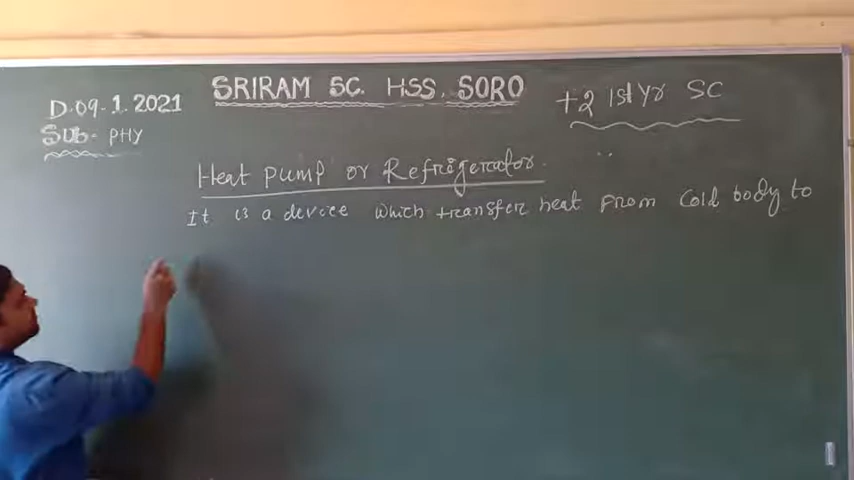 SRIRAM SC. HSS. SORO
D.09-1.2021
+2 1st Yr SC
Sub- PHY
Heat pump or Refrigerator.
It is a device which transfer heat from cold body to